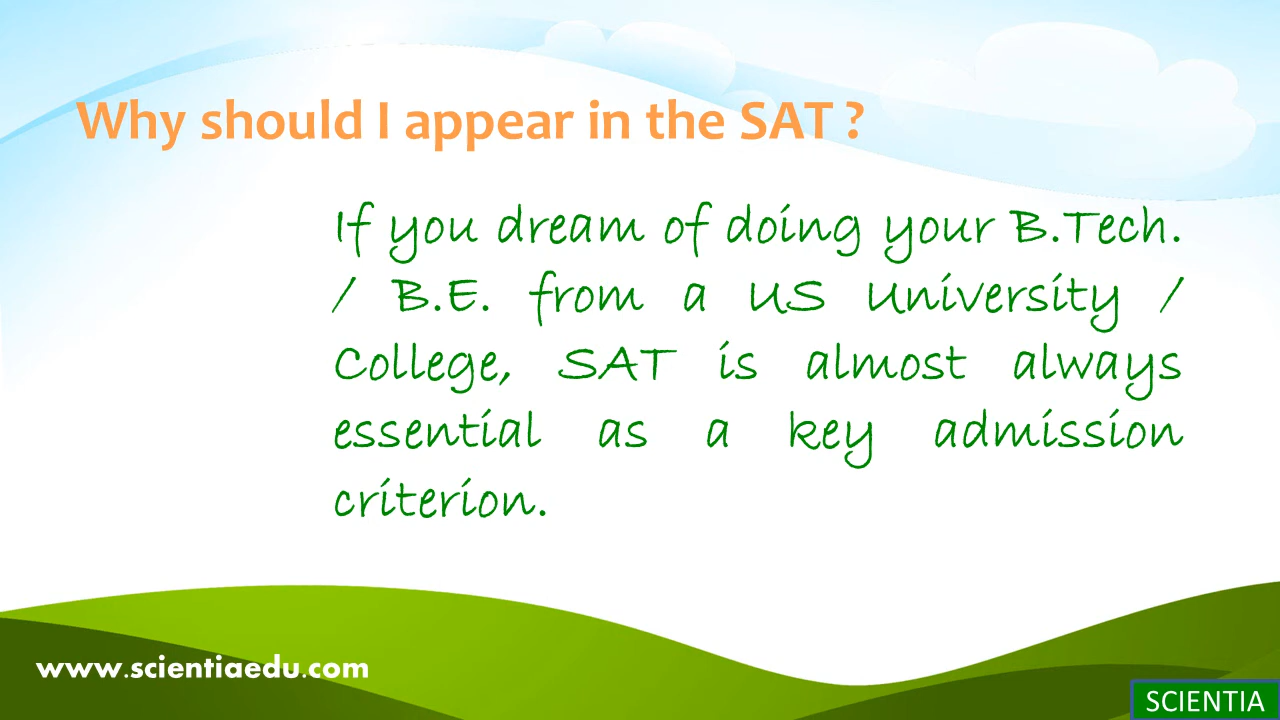 Why should I appear in the SAT ?
If you dream of doing your B.Tech.
/ B.E. from a US University /
College, SAT is almost always
essential as a key admission
criterion.
www.scientiaedu.com
SCIENTIA